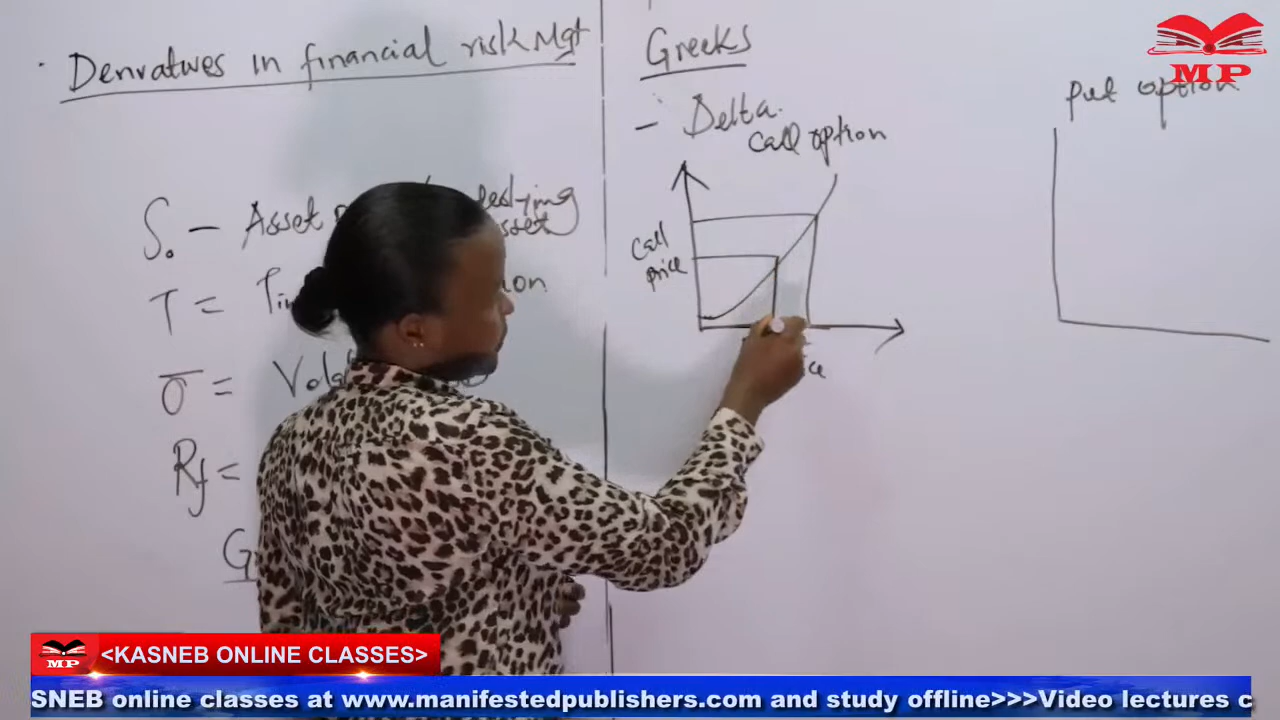 Derivatives in financial risk Mgt
S₀ – Asset
T =
σ =
Rf =
G
Greeks
– Delta.
Call option
Call
price
Put option
MP
MP
<KASNEB ONLINE CLASSES>
SNEB online classes at www.manifestedpublishers.com and study offline>>>Video lectures c